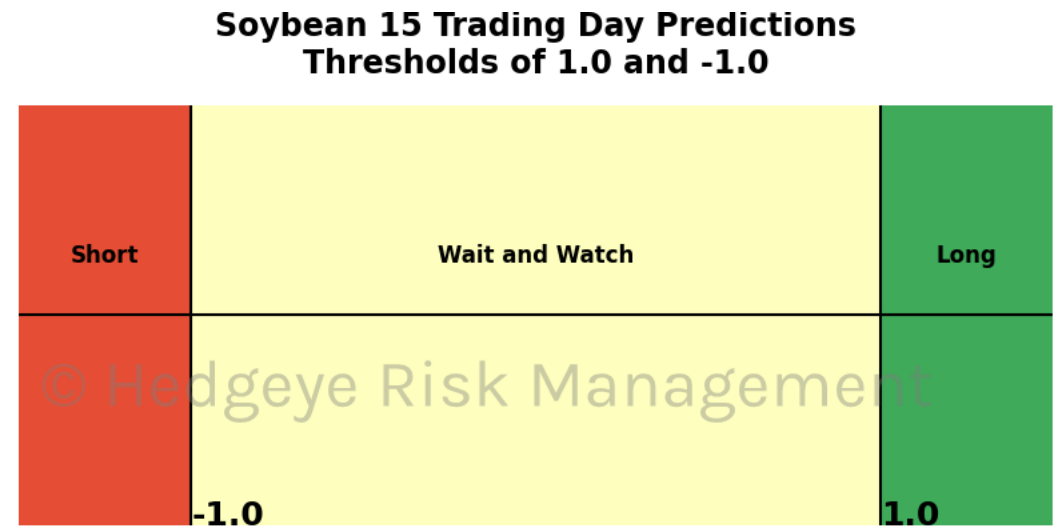 Soybean 15 Trading Day Predictions
Thresholds of 1.0 and -1.0
Short Wait and Watch Long
© Hedgeye Risk Management
-1.0 1.0